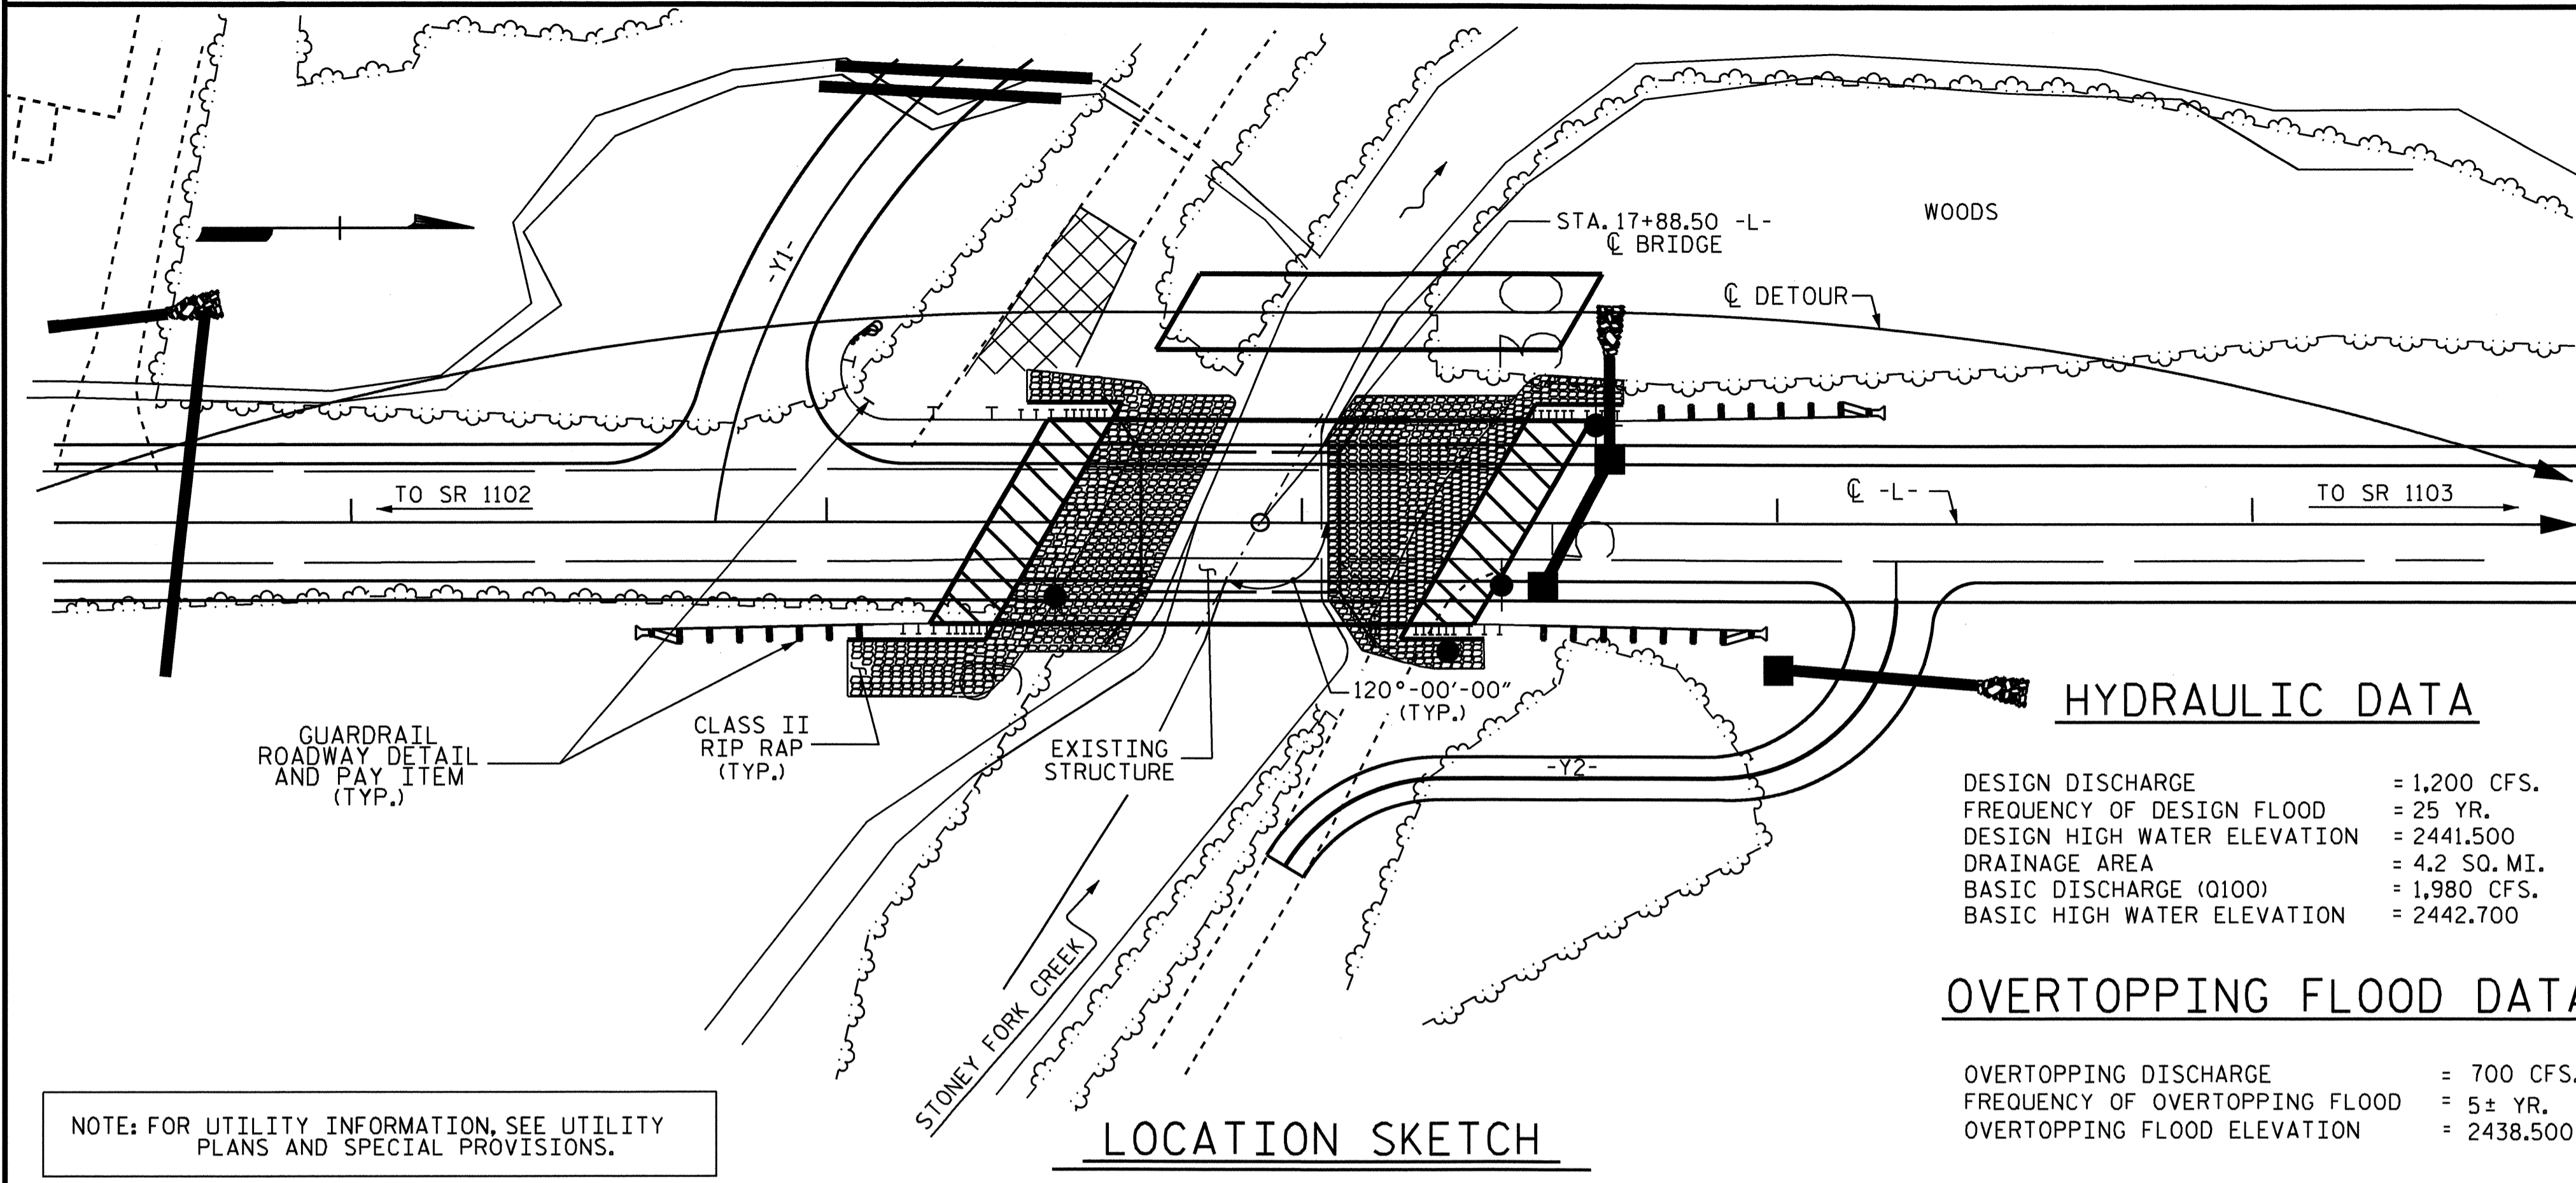 STA. 17+88.50 -L-
℄ BRIDGE
WOODS
℄ DETOUR
-Y1-
TO SR 1102
℄ -L-
TO SR 1103
120°-00'-00"
(TYP.)
GUARDRAIL
ROADWAY DETAIL
AND PAY ITEM
(TYP.)
CLASS II
RIP RAP
(TYP.)
EXISTING
STRUCTURE
-Y2-
STONEY FORK CREEK
HYDRAULIC DATA
DESIGN DISCHARGE = 1,200 CFS.
FREQUENCY OF DESIGN FLOOD = 25 YR.
DESIGN HIGH WATER ELEVATION = 2441.500
DRAINAGE AREA = 4.2 SQ. MI.
BASIC DISCHARGE (Q100) = 1,980 CFS.
BASIC HIGH WATER ELEVATION = 2442.700
OVERTOPPING FLOOD DATA
OVERTOPPING DISCHARGE = 700 CFS.
FREQUENCY OF OVERTOPPING FLOOD = 5± YR.
OVERTOPPING FLOOD ELEVATION = 2438.500
NOTE: FOR UTILITY INFORMATION, SEE UTILITY
PLANS AND SPECIAL PROVISIONS.
LOCATION SKETCH